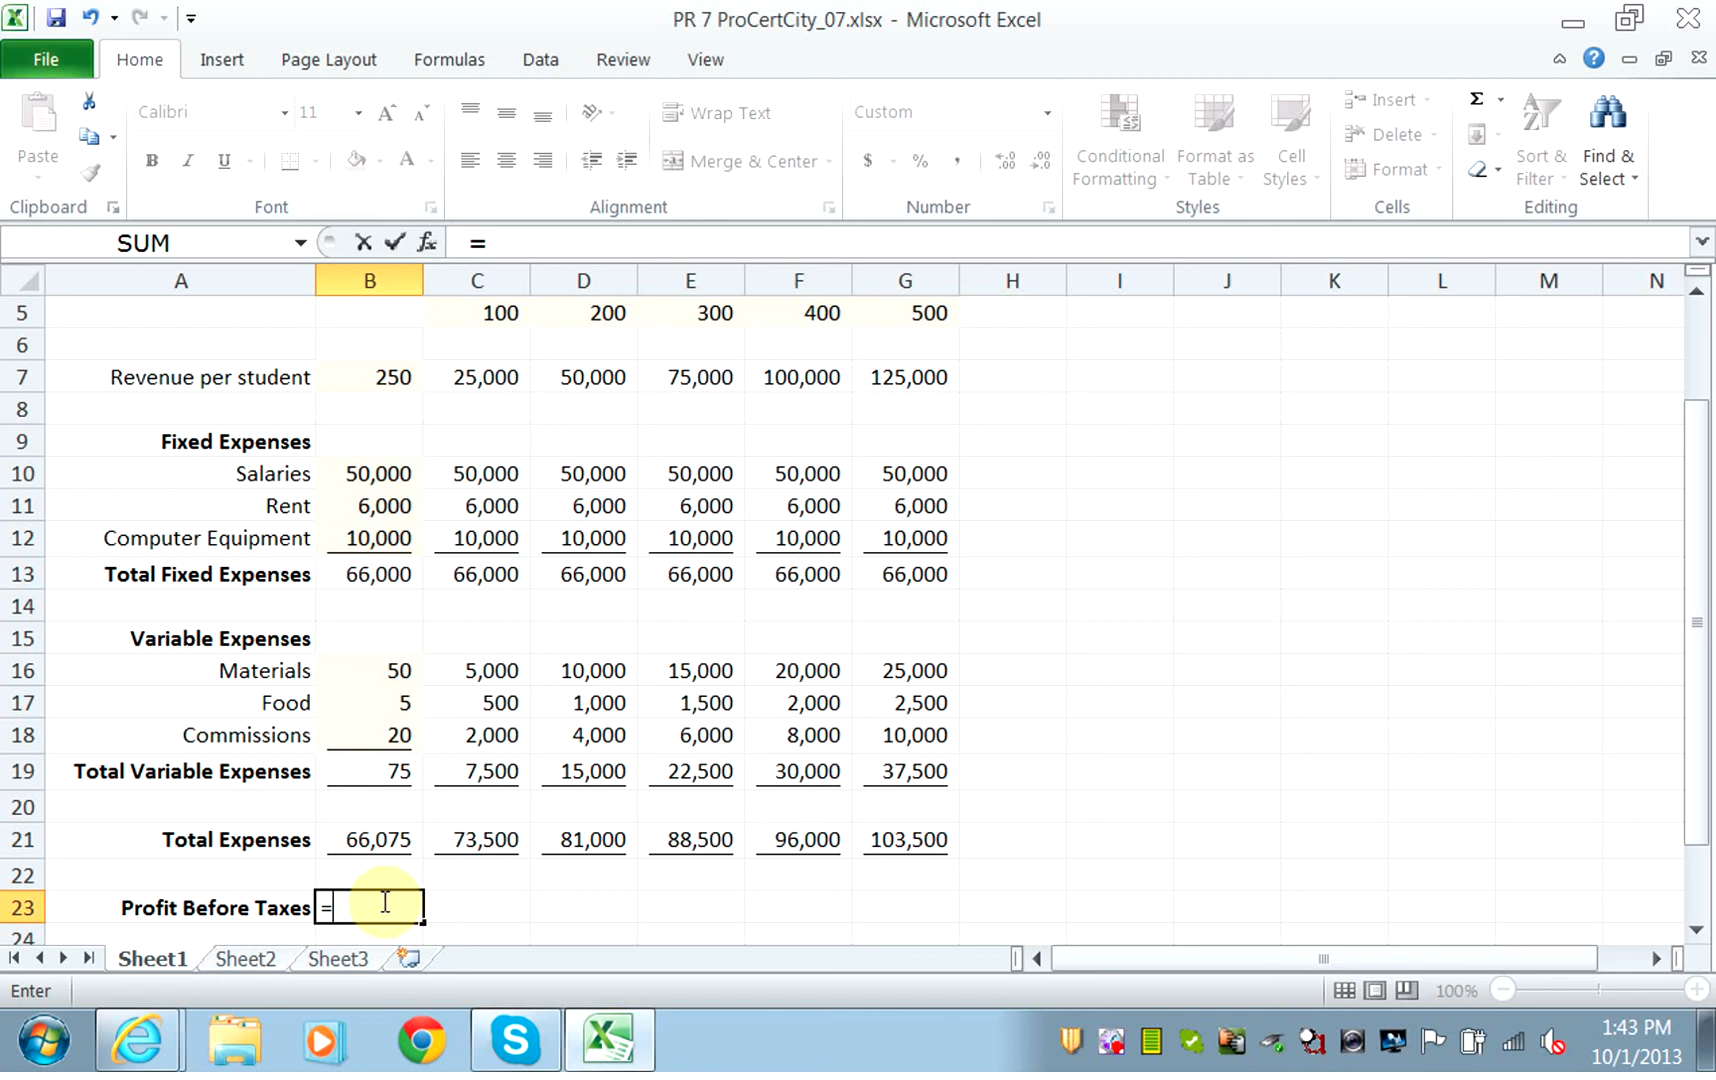 PR 7 ProCertCity_07.xlsx - Microsoft Excel
File Home Insert Page Layout Formulas Data Review View
Paste
Clipboard
Calibri 11
B I U A
Font
Wrap Text
Merge & Center
Alignment
Custom
$ % ,
Number
Conditional Formatting
Format as Table
Cell Styles
Styles
Insert
Delete
Format
Cells
Σ
Sort & Filter
Find & Select
Editing
SUM fx =
A B C D E F G H I J K L M N
5 100 200 300 400 500
6
7 Revenue per student 250 25,000 50,000 75,000 100,000 125,000
8
9 Fixed Expenses
10 Salaries 50,000 50,000 50,000 50,000 50,000 50,000
11 Rent 6,000 6,000 6,000 6,000 6,000 6,000
12 Computer Equipment 10,000 10,000 10,000 10,000 10,000 10,000
13 Total Fixed Expenses 66,000 66,000 66,000 66,000 66,000 66,000
14
15 Variable Expenses
16 Materials 50 5,000 10,000 15,000 20,000 25,000
17 Food 5 500 1,000 1,500 2,000 2,500
18 Commissions 20 2,000 4,000 6,000 8,000 10,000
19 Total Variable Expenses 75 7,500 15,000 22,500 30,000 37,500
20
21 Total Expenses 66,075 73,500 81,000 88,500 96,000 103,500
22
23 Profit Before Taxes =
24
Sheet1 Sheet2 Sheet3
Enter 100%
1:43 PM
10/1/2013